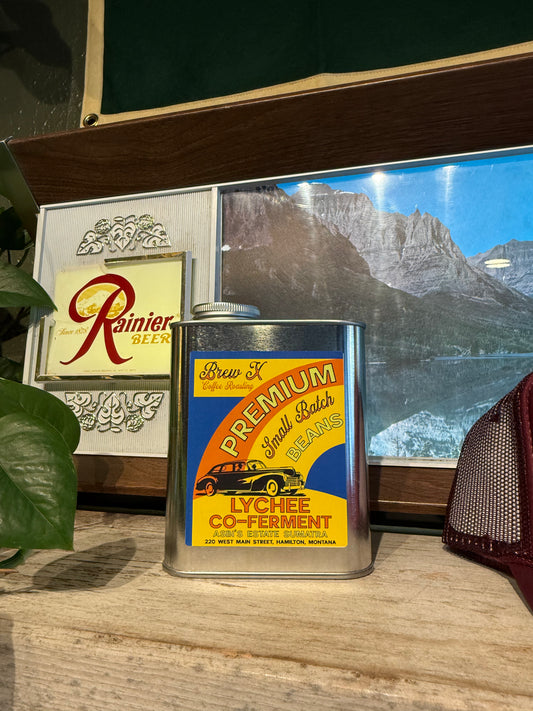 Since 1878
Rainier
BEER
Brew X
Coffee Roasting
PREMIUM
Small Batch
BEANS
LYCHEE
CO-FERMENT
ASBI'S ESTATE SUMATRA
220 WEST MAIN STREET, HAMILTON, MONTANA